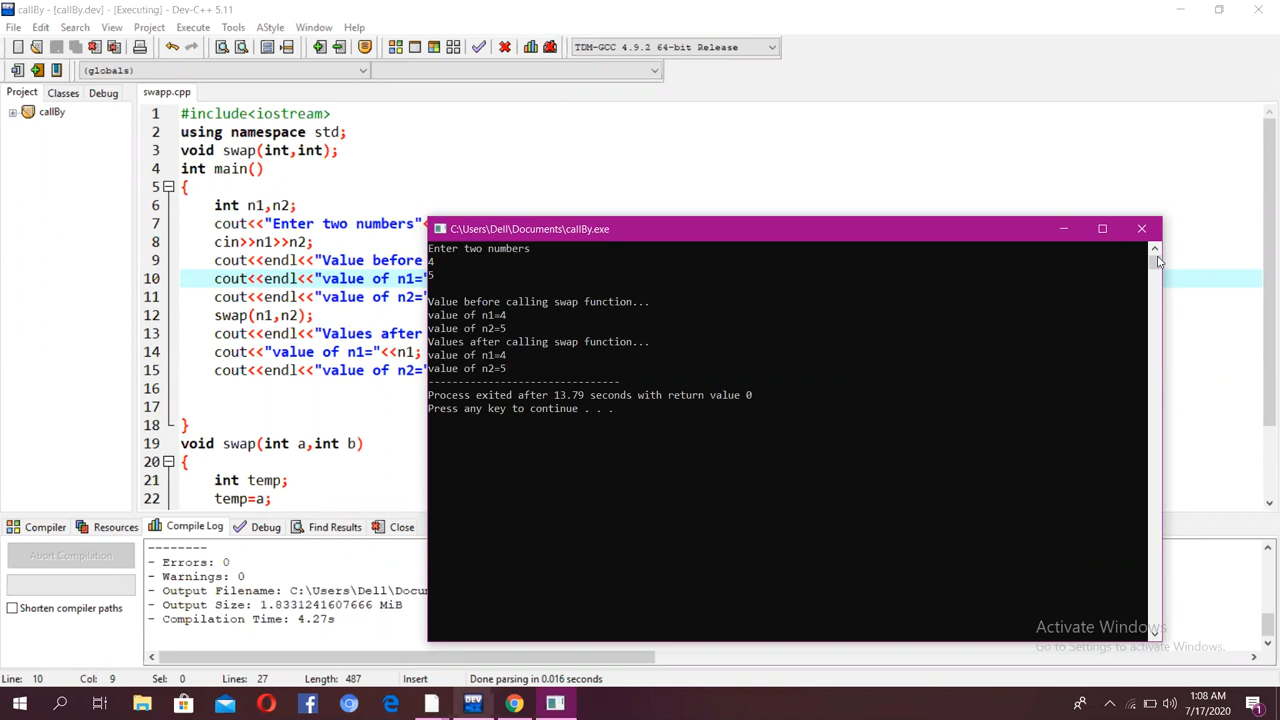 callBy - [callBy.dev] - [Executing] - Dev-C++ 5.11
File Edit Search View Project Execute Tools AStyle Window Help
TDM-GCC 4.9.2 64-bit Release
(globals)
Project Classes Debug
swapp.cpp
callBy
1 #include<iostream>
2 using namespace std;
3 void swap(int,int);
4 int main()
5 {
6 int n1,n2;
7 cout<<"Enter two numbers"<
8 cin>>n1>>n2;
9 cout<<endl<<"Value before
10 cout<<endl<<"value of n1="
11 cout<<endl<<"value of n2="
12 swap(n1,n2);
13 cout<<endl<<"Values after
14 cout<<"value of n1="<<n1;
15 cout<<endl<<"value of n2="
16
17
18 }
19 void swap(int a,int b)
20 {
21 int temp;
22 temp=a;
C:\Users\Dell\Documents\callBy.exe
Enter two numbers
4
5
Value before calling swap function...
value of n1=4
value of n2=5
Values after calling swap function...
value of n1=4
value of n2=5
--------------------------------
Process exited after 13.79 seconds with return value 0
Press any key to continue . . .
Compiler Resources Compile Log Debug Find Results Close
Abort Compilation
Shorten compiler paths
--------
- Errors: 0
- Warnings: 0
- Output Filename: C:\Users\Dell\Docu
- Output Size: 1.8331241607666 MiB
- Compilation Time: 4.27s
Activate Windows
Go to Settings to activate Windows.
Line: 10 Col: 9 Sel: 0 Lines: 27 Length: 487 Insert Done parsing in 0.016 seconds
DEV
1:08 AM
7/17/2020
1